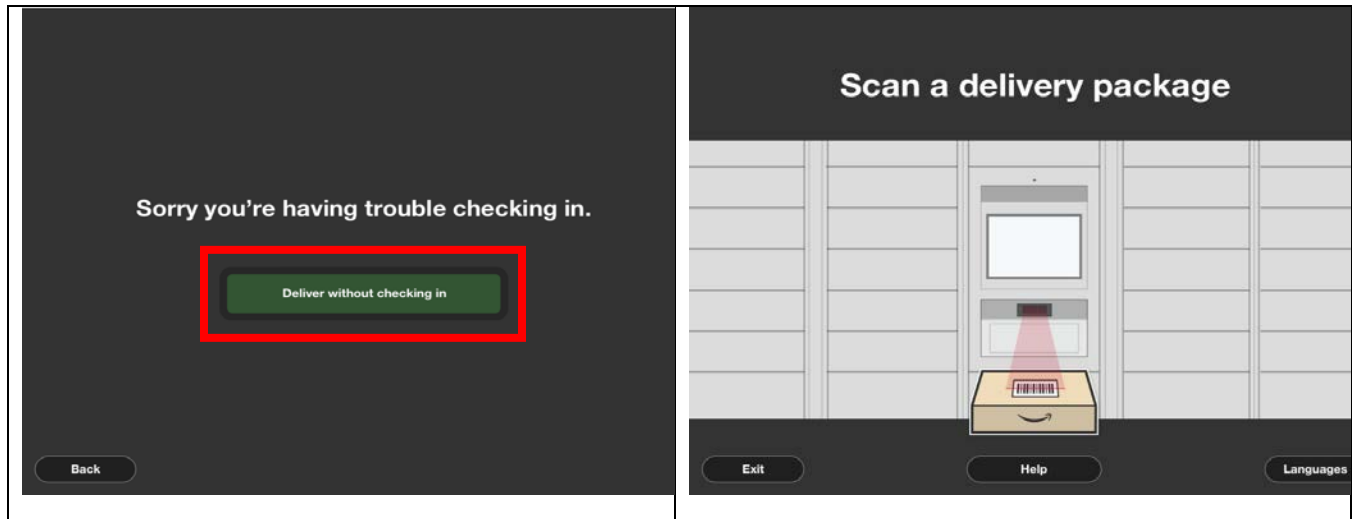 Sorry you're having trouble checking in.
Deliver without checking in
Back
Scan a delivery package
Exit
Help
Languages